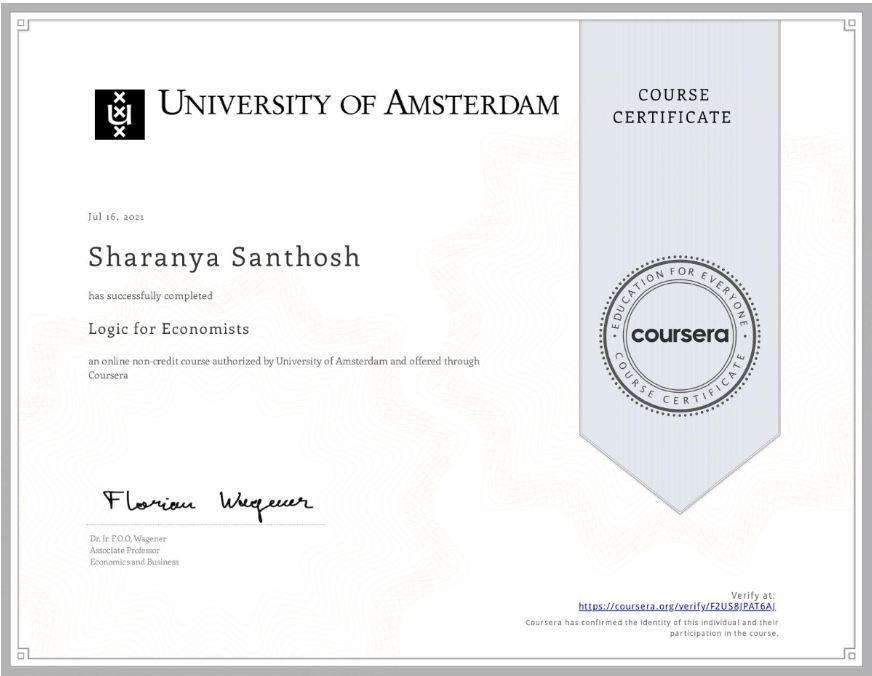 UNIVERSITY OF AMSTERDAM
COURSE
CERTIFICATE
Jul 16, 2021
Sharanya Santhosh
has successfully completed
Logic for Economists
an online non-credit course authorized by University of Amsterdam and offered through
Coursera
EDUCATION FOR EVERYONE
coursera
COURSE CERTIFICATE
Florian Wagener
Dr. Ir. F.O.O. Wagener
Associate Professor
Economics and Business
Verify at:
https://coursera.org/verify/F2US8JPAT6AJ
Coursera has confirmed the identity of this individual and their
participation in the course.